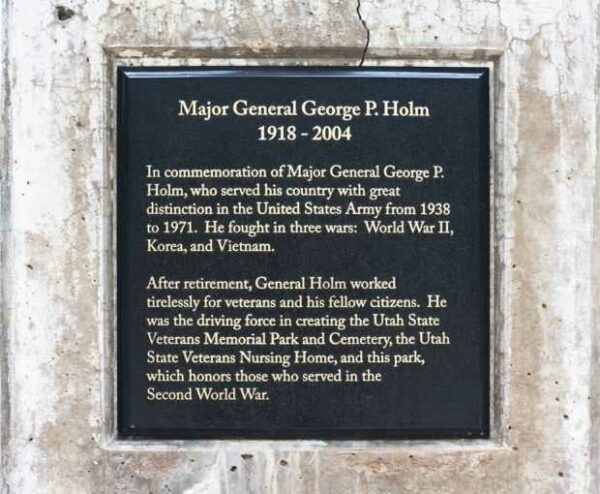 Major General George P. Holm
1918 - 2004
In commemoration of Major General George P.
Holm, who served his country with great
distinction in the United States Army from 1938
to 1971. He fought in three wars: World War II,
Korea, and Vietnam.
After retirement, General Holm worked
tirelessly for veterans and his fellow citizens. He
was the driving force in creating the Utah State
Veterans Memorial Park and Cemetery, the Utah
State Veterans Nursing Home, and this park,
which honors those who served in the
Second World War.